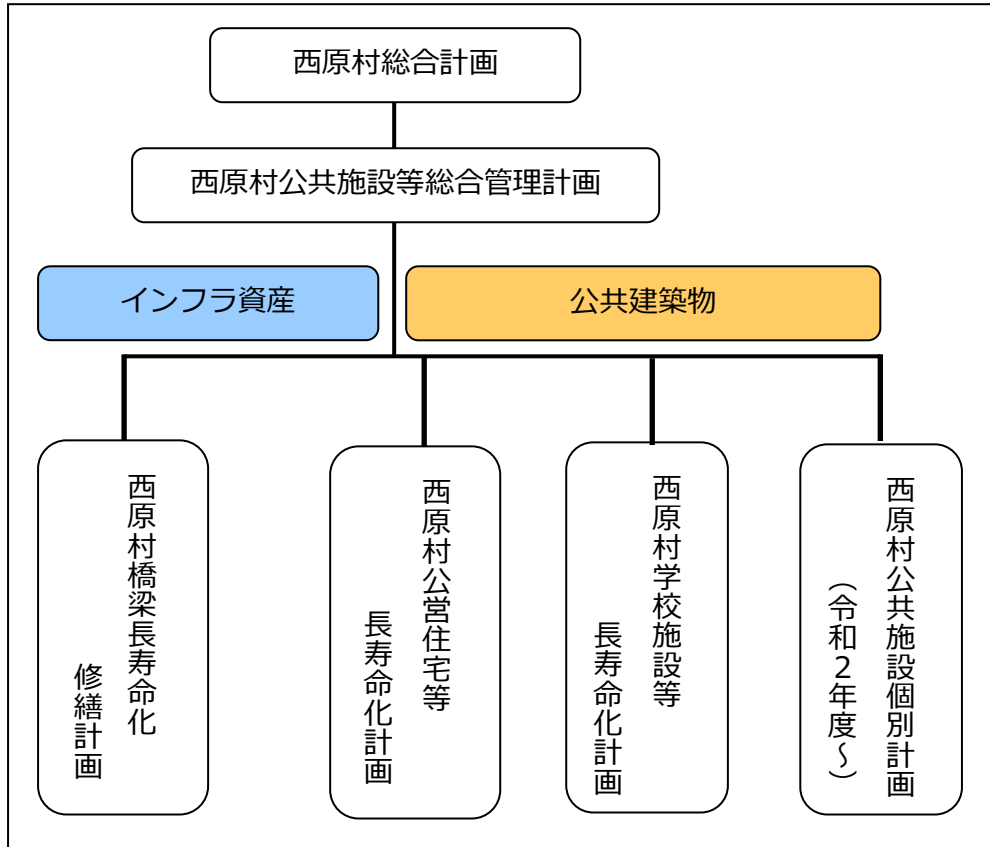 西原村総合計画
西原村公共施設等総合管理計画
インフラ資産
公共建築物
西原村橋梁長寿命化
修繕計画
西原村公営住宅等
長寿命化計画
西原村学校施設等
長寿命化計画
西原村公共施設個別計画
（令和２年度～）